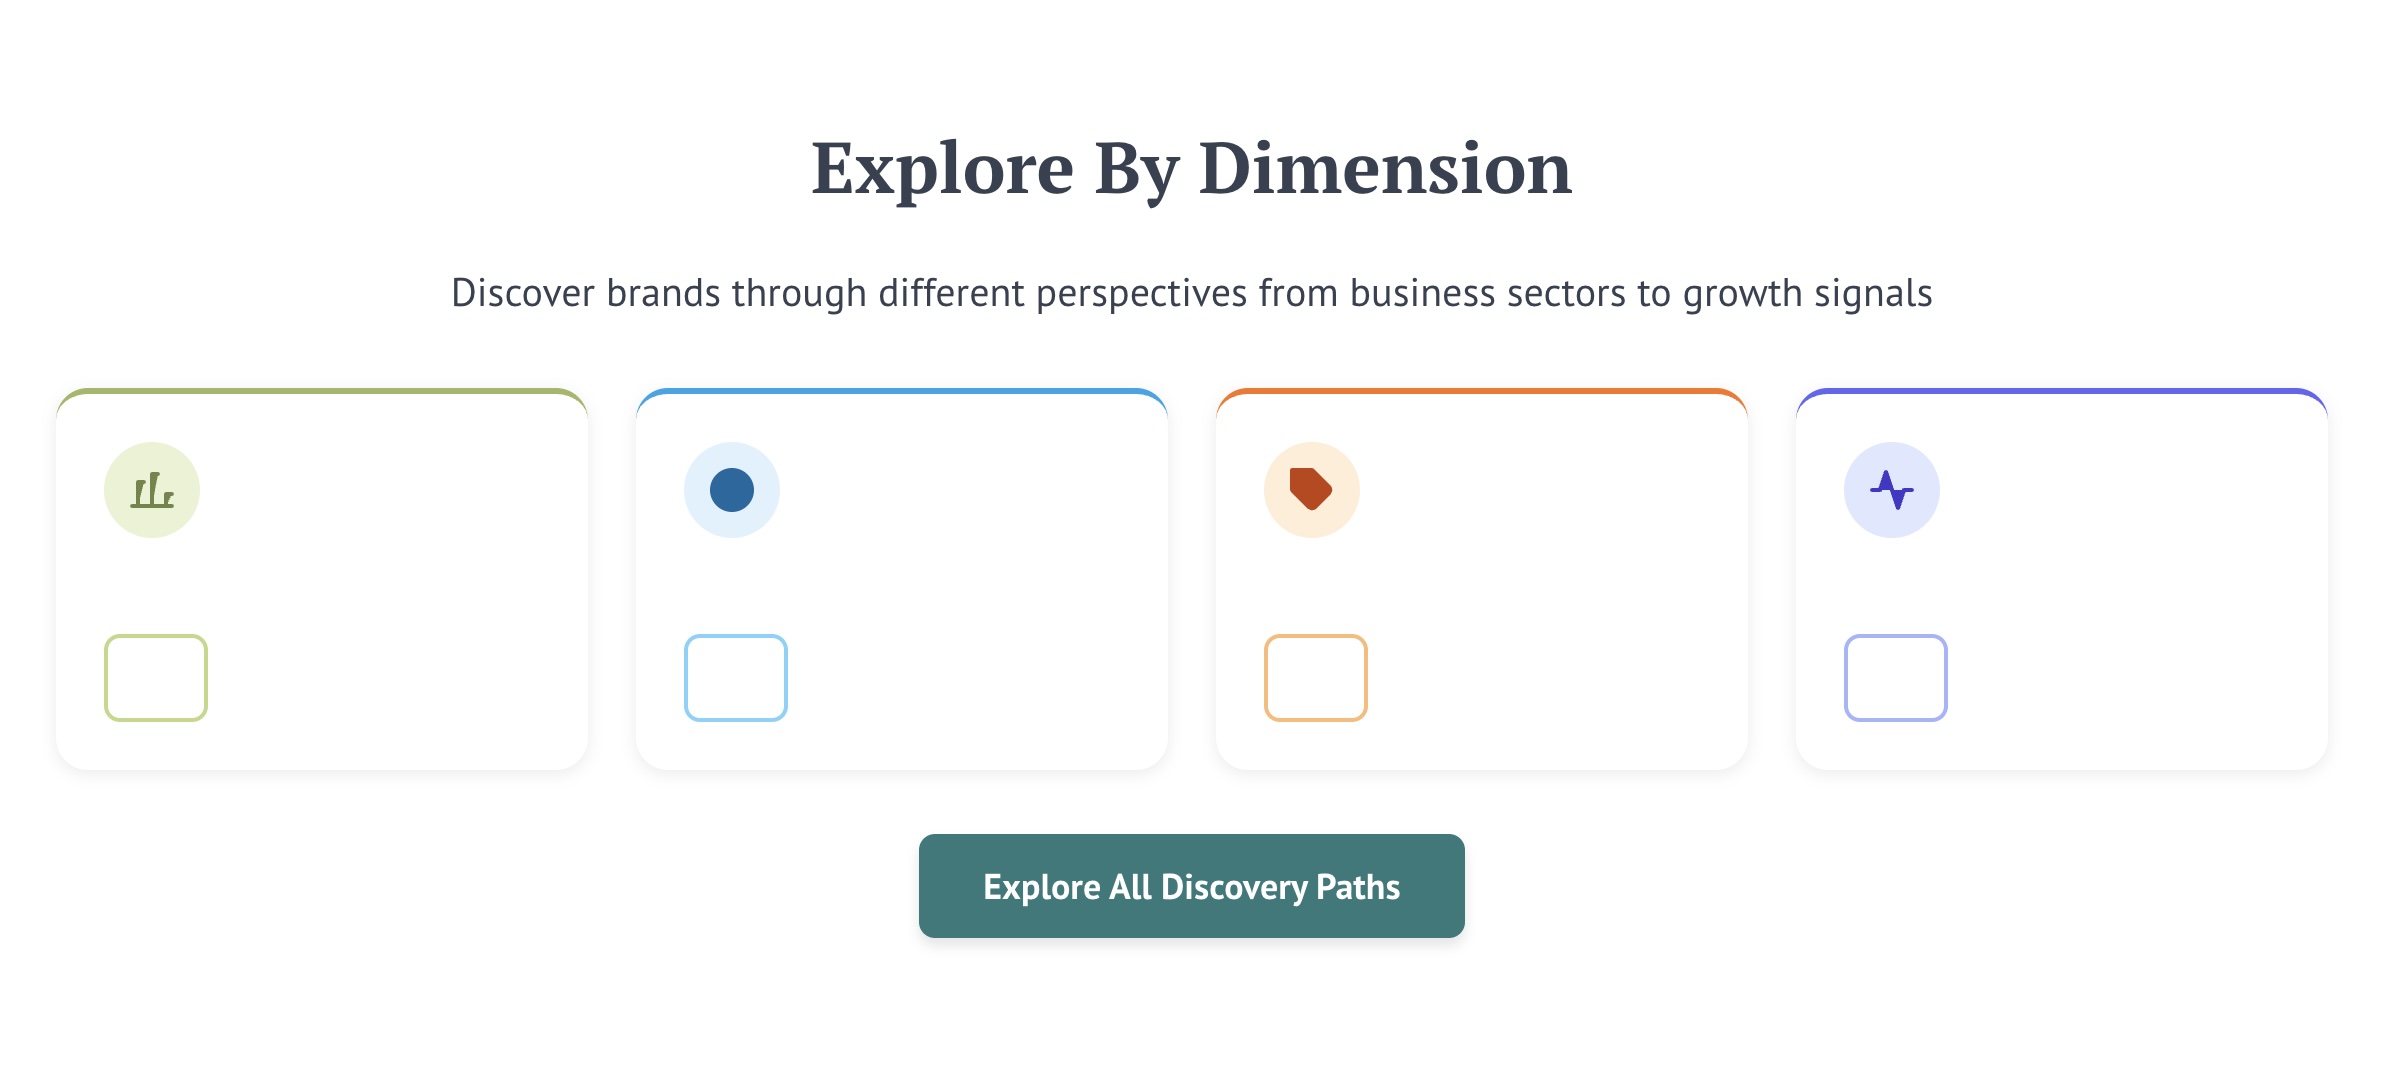 Explore By Dimension
Discover brands through different perspectives from business sectors to growth signals
Explore All Discovery Paths